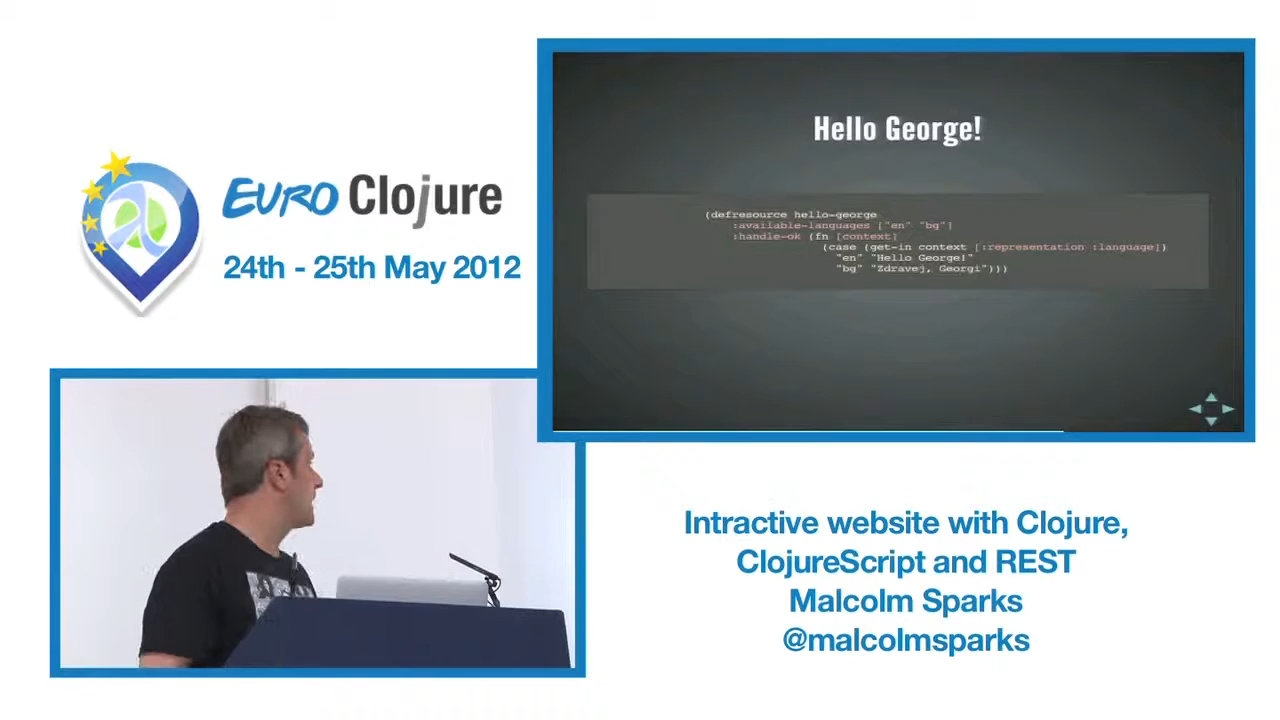 EURO Clojure
24th - 25th May 2012
Hello George!
(defresource hello-george
:available-languages ["en" "bg"]
:handle-ok (fn [context]
(case (get-in context [:representation :language])
"en" "Hello George!"
"bg" "Zdravej, Georgi")))
Intractive website with Clojure,
ClojureScript and REST
Malcolm Sparks
@malcolmsparks